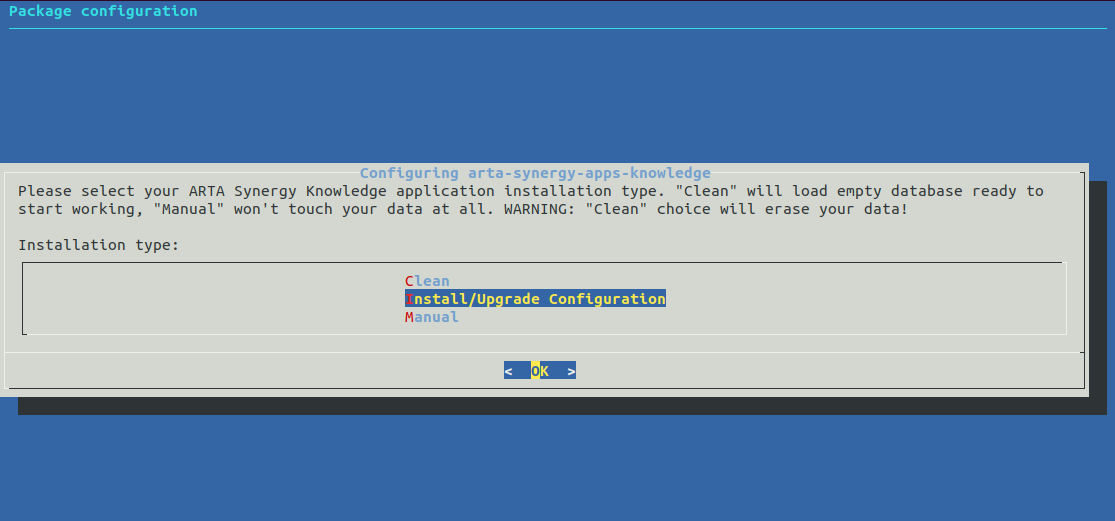 Package configuration
Configuring arta-synergy-apps-knowledge
Please select your ARTA Synergy Knowledge application installation type. "Clean" will load empty database ready to
start working, "Manual" won't touch your data at all. WARNING: "Clean" choice will erase your data!
Installation type:
Clean
Install/Upgrade Configuration
Manual
<  OK  >